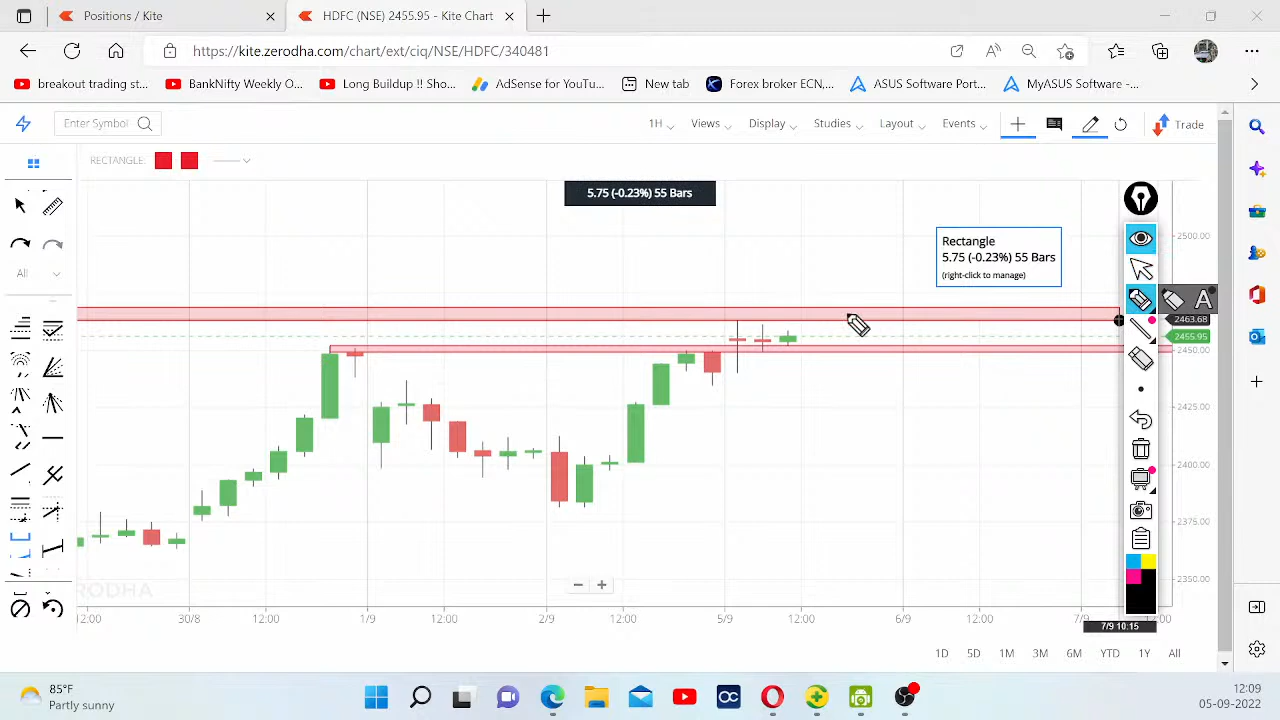 Positions / Kite
HDFC (NSE) 2455.95 - Kite Chart
https://kite.zerodha.com/chart/ext/ciq/NSE/HDFC/340481
breakout trading st...
BankNifty Weekly O...
Long Buildup !! Sho...
AdSense for YouTu...
New tab
Forex broker ECN,...
ASUS Software Port...
MyASUS Software -...
Enter Symbol
1H
Views
Display
Studies
Layout
Events
Trade
RECTANGLE:
5.75 (-0.23%) 55 Bars
Rectangle
5.75 (-0.23%) 55 Bars
(right-click to manage)
All
2500.00
A
2463.68
2455.95
2450.00
2425.00
2400.00
2375.00
2350.00
RODHA
12:00
30/8
12:00
1/9
12:00
2/9
12:00
5/9
12:00
6/9
12:00
7/9
7/9 10:15
1D
5D
1M
3M
6M
YTD
1Y
All
85°F
Partly sunny
12:09
05-09-2022